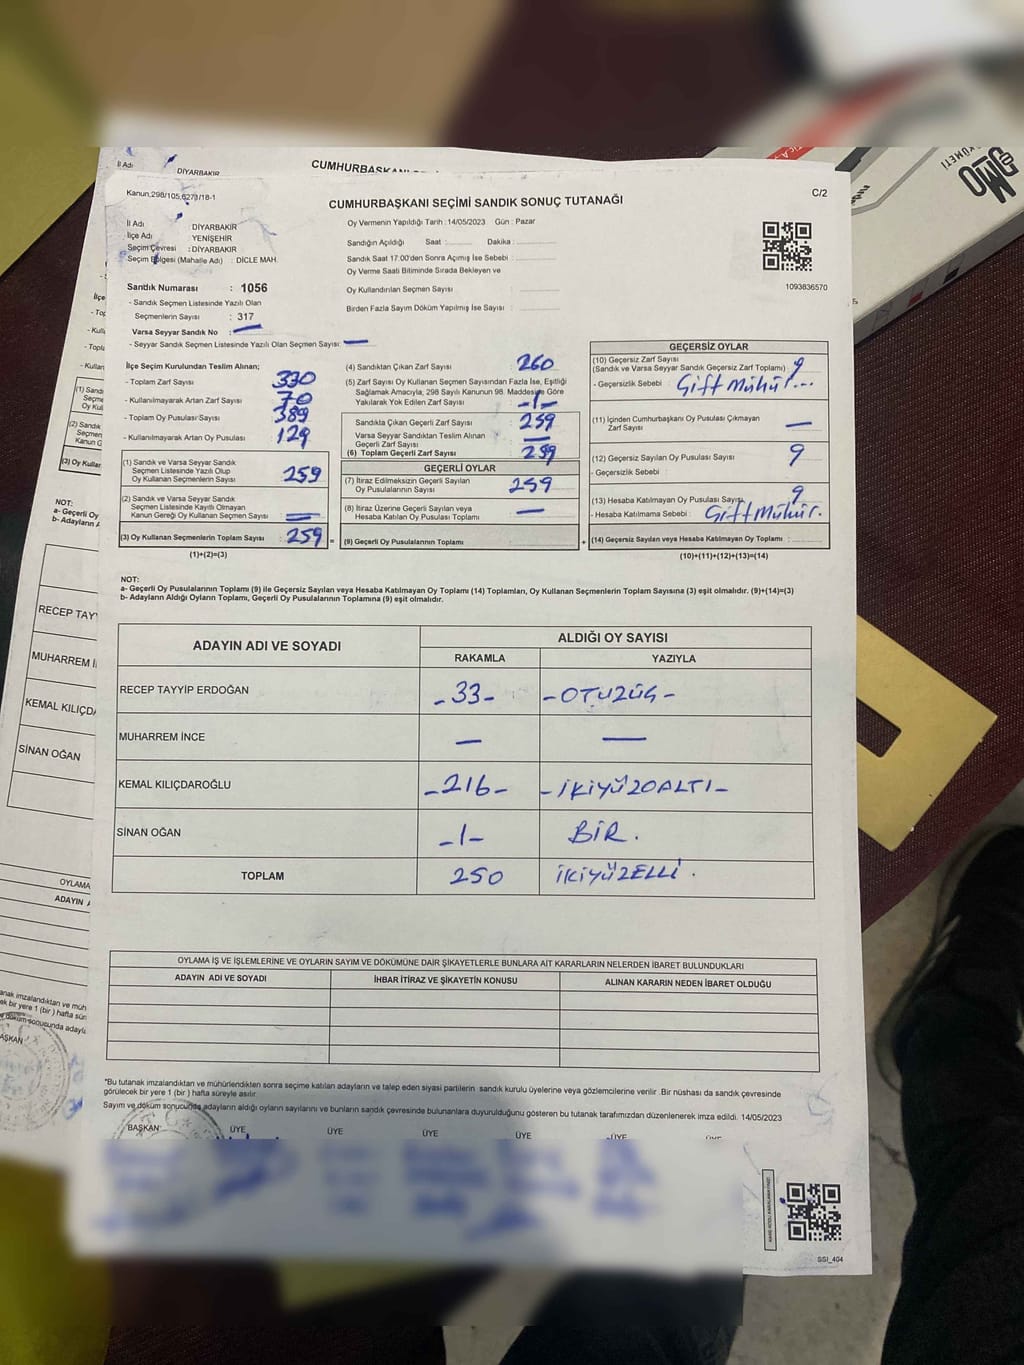 İl Adı
DİYARBAKIR
Kanun,298/105,6271/18-1
CUMHURBAŞKANI SEÇİMİ SANDIK SONUÇ TUTANAĞI
C/2
İl Adı : DİYARBAKIR
İlçe Adı : YENİŞEHİR
Seçim Çevresi : DİYARBAKIR
Seçim Bölgesi (Mahalle Adı) : DİCLE MAH.
Oy Vermenin Yapıldığı Tarih : 14/05/2023 Gün : Pazar
Sandığın Açıldığı Saat :.......... Dakika :..........
Sandık Saat 17.00'den Sonra Açımış İse Sebebi :
Oy Verme Saati Bitiminde Sırada Bekleyen ve
Oy Kullandırılan Seçmen Sayısı :
Birden Fazla Sayım Döküm Yapılmış İse Sayısı :
1093836570
Sandık Numarası : 1056
- Sandık Seçmen Listesinde Yazılı Olan
Seçmenlerin Sayısı : 317
Varsa Seyyar Sandık No : —
- Seyyar Sandık Seçmen Listesinde Yazılı Olan Seçmen Sayısı: —
İlçe Seçim Kurulundan Teslim Alınan;
- Toplam Zarf Sayısı : 330
- Kullanılmayarak Artan Zarf Sayısı : 70
- Toplam Oy Pusulası Sayısı : 389
- Kullanılmayarak Artan Oy Pusulası : 129
(1) Sandık ve Varsa Seyyar Sandık
Seçmen Listesinde Yazılı Olup
Oy Kullanan Seçmenlerin Sayısı : 259
(2) Sandık ve Varsa Seyyar Sandık
Seçmen Listesinde Kayıtlı Olmayan
Kanun Gereği Oy Kullanan Seçmen Sayısı : —
(3) Oy Kullanan Seçmenlerin Toplam Sayısı : 259 =
(1)+(2)=(3)
(4) Sandıktan Çıkan Zarf Sayısı : 260
(5) Zarf Sayısı Oy Kullanan Seçmen Sayısından Fazla İse, Eşitliği
Sağlamak Amacıyla, 298 Sayılı Kanunun 98. Maddesine Göre
Yakılarak Yok Edilen Zarf Sayısı : -1-
Sandıkta Çıkan Geçerli Zarf Sayısı : 259
Varsa Seyyar Sandıktan Teslim Alınan
Geçerli Zarf Sayısı : —
(6) Toplam Geçerli Zarf Sayısı : 259
GEÇERLİ OYLAR
(7) İtiraz Edilmeksizin Geçerli Sayılan
Oy Pusulalarının Sayısı : 259
(8) İtiraz Üzerine Geçerli Sayılan veya
Hesaba Katılan Oy Pusulası Toplamı : —
(9) Geçerli Oy Pusulalarının Toplamı : +
GEÇERSİZ OYLAR
(10) Geçersiz Zarf Sayısı
(Sandık ve Varsa Seyyar Sandık Geçersiz Zarf Toplamı) : 9
- Geçersizlik Sebebi : Çift mühür...
(11) İçinden Cumhurbaşkanı Oy Pusulası Çıkmayan
Zarf Sayısı : —
(12) Geçersiz Sayılan Oy Pusulası Sayısı : 9
- Geçersizlik Sebebi :
(13) Hesaba Katılmayan Oy Pusulası Sayısı : 9
- Hesaba Katılmama Sebebi : Çift Mühür.
(14) Geçersiz Sayılan veya Hesaba Katılmayan Oy Toplamı :..........
(10)+(11)+(12)+(13)=(14)
NOT:
a- Geçerli Oy Pusulalarının Toplamı (9) ile Geçersiz Sayılan veya Hesaba Katılmayan Oy Toplamı (14) Toplamları, Oy Kullanan Seçmenlerin Toplam Sayısına (3) eşit olmalıdır. (9)+(14)=(3)
b- Adayların Aldığı Oyların Toplamı, Geçerli Oy Pusulalarının Toplamına (9) eşit olmalıdır.
ADAYIN ADI VE SOYADI
ALDIĞI OY SAYISI
RAKAMLA YAZIYLA
RECEP TAYYİP ERDOĞAN -33- -OTUZÜÇ-
MUHARREM İNCE — —
KEMAL KILIÇDAROĞLU -216- -İKİYÜZOALTI-
SİNAN OĞAN -1- BİR.
TOPLAM 250 İKİYÜZELLİ.
OYLAMA İŞ VE İŞLEMLERİNE VE OYLARIN SAYIM VE DÖKÜMÜNE DAİR ŞİKAYETLERLE BUNLARA AİT KARARLARIN NELERDEN İBARET BULUNDUKLARI
ADAYIN ADI VE SOYADI İHBAR İTİRAZ VE ŞİKAYETİN KONUSU ALINAN KARARIN NEDEN İBARET OLDUĞU
*Bu tutanak imzalandıktan ve mühürlendikten sonra seçime katılan adayların ve talep eden siyasi partilerin sandık kurulu üyelerine veya gözlemcilerine verilir .Bir nüshası da sandık çevresinde
görülecek bir yere 1 (bir ) hafta süreyle asılır.
Sayım ve döküm sonucunda adayların aldığı oyların sayılarını ve bunların sandık çevresinde bulunanlara duyurulduğunu gösteren bu tutanak tarafımızdan düzenlenerek imza edildi. 14/05/2023
BAŞKAN ÜYE ÜYE ÜYE ÜYE ÜYE ÜYE
SSI_404
NOT:
RECEP TAYY
MUHARREM İ
KEMAL KILIÇDA
SİNAN OĞAN
OYLAMA
ADAYIN A